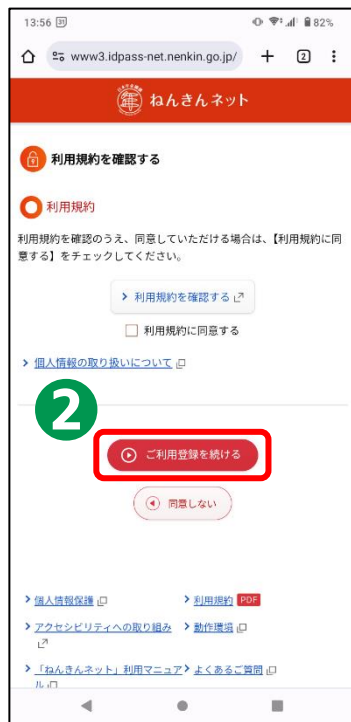 13:56 31 82%
www3.idpass-net.nenkin.go.jp/ 2
ねんきんネット
利用規約を確認する
利用規約
利用規約を確認のうえ、同意していただける場合は、【利用規約に同
意する】をチェックしてください。
利用規約を確認する
利用規約に同意する
個人情報の取り扱いについて
2
ご利用登録を続ける
同意しない
個人情報保護 利用規約 PDF
アクセシビリティへの取り組み 動作環境
「ねんきんネット」利用マニュア よくあるご質問
ル